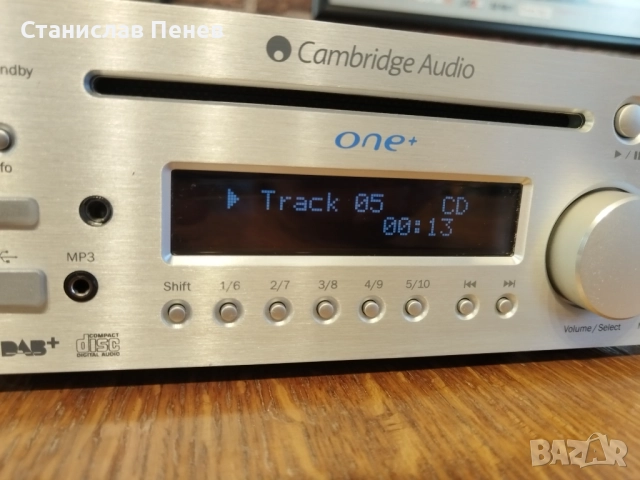 Станислав Пенев
ndby
Cambridge Audio
one+
fo
Track 05 CD
00:13
MP3
Shift 1/6 2/7 3/8 4/9 5/10
Volume/Select
DAB+
COMPACT
disc
DIGITAL AUDIO
BAZAR